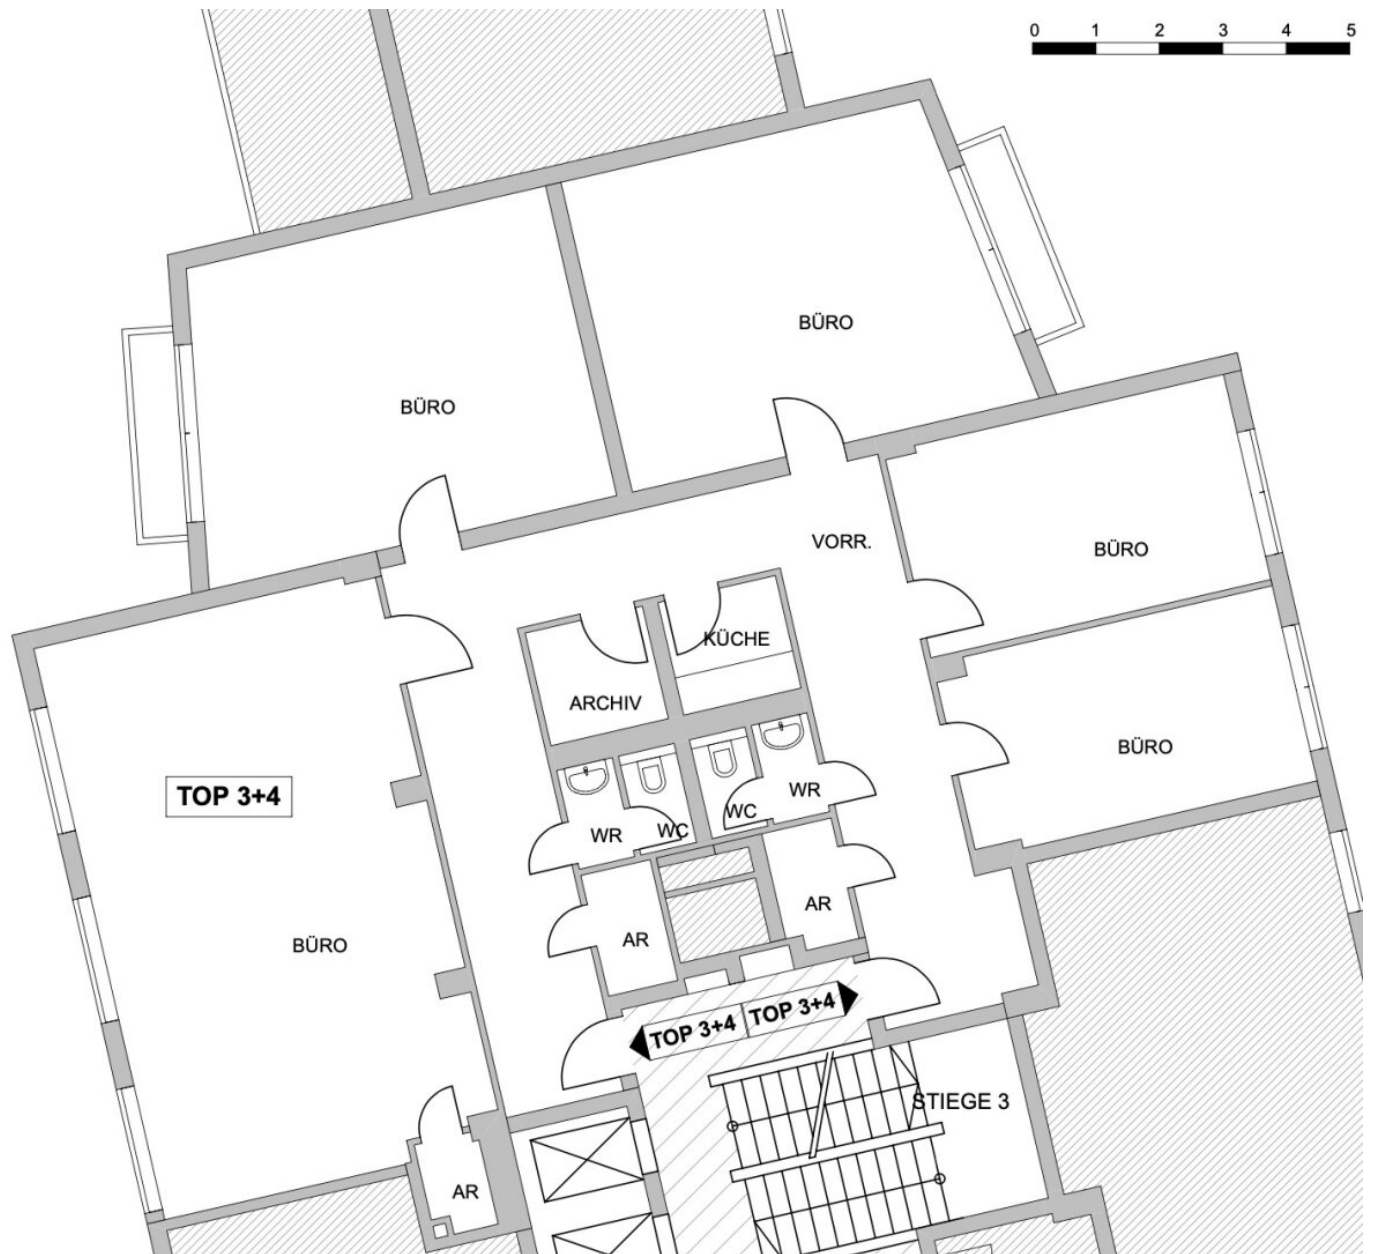 0 1 2 3 4 5
BÜRO
BÜRO
VORR.
BÜRO
KÜCHE
ARCHIV
BÜRO
TOP 3+4
WR
WC
WC
WR
BÜRO
AR
AR
TOP 3+4
TOP 3+4
STIEGE 3
AR